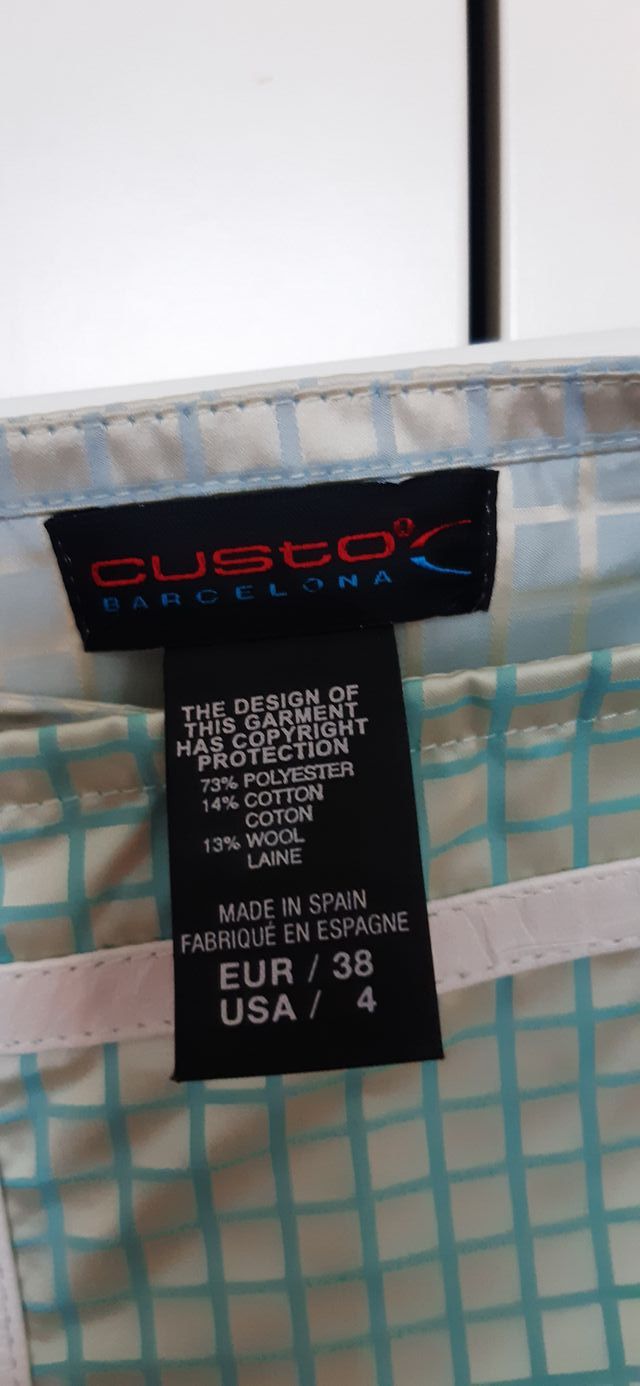 custo®
BARCELONA
THE DESIGN OF
THIS GARMENT
HAS COPYRIGHT
PROTECTION
73% POLYESTER
14% COTTON
COTON
13% WOOL
LAINE
MADE IN SPAIN
FABRIQUÉ EN ESPAGNE
EUR / 38
USA / 4